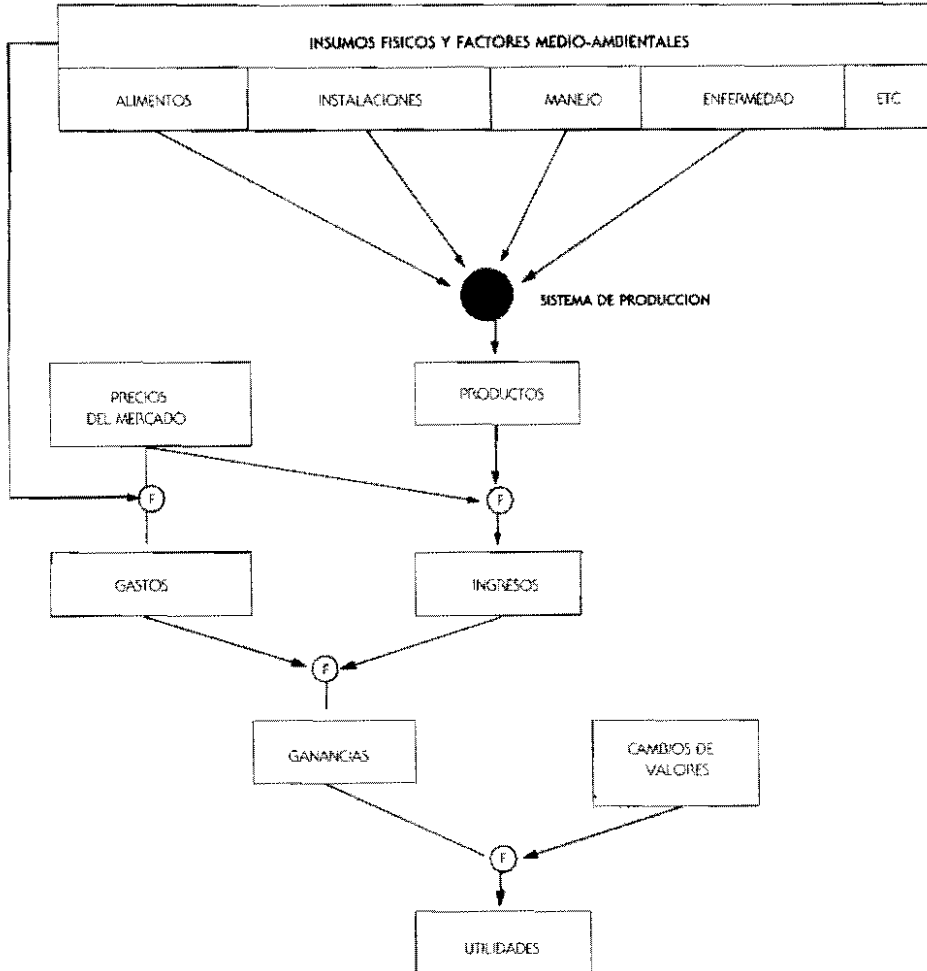 INSUMOS FISICOS Y FACTORES MEDIO-AMBIENTALES
ALIMENTOS
INSTALACIONES
MANEJO
ENFERMEDAD
ETC
SISTEMA DE PRODUCCION
PRECIOS
DEL MERCADO
PRODUCTOS
F
F
GASTOS
INGRESOS
F
GANANCIAS
CAMBIOS DE
VALORES
F
UTILIDADES